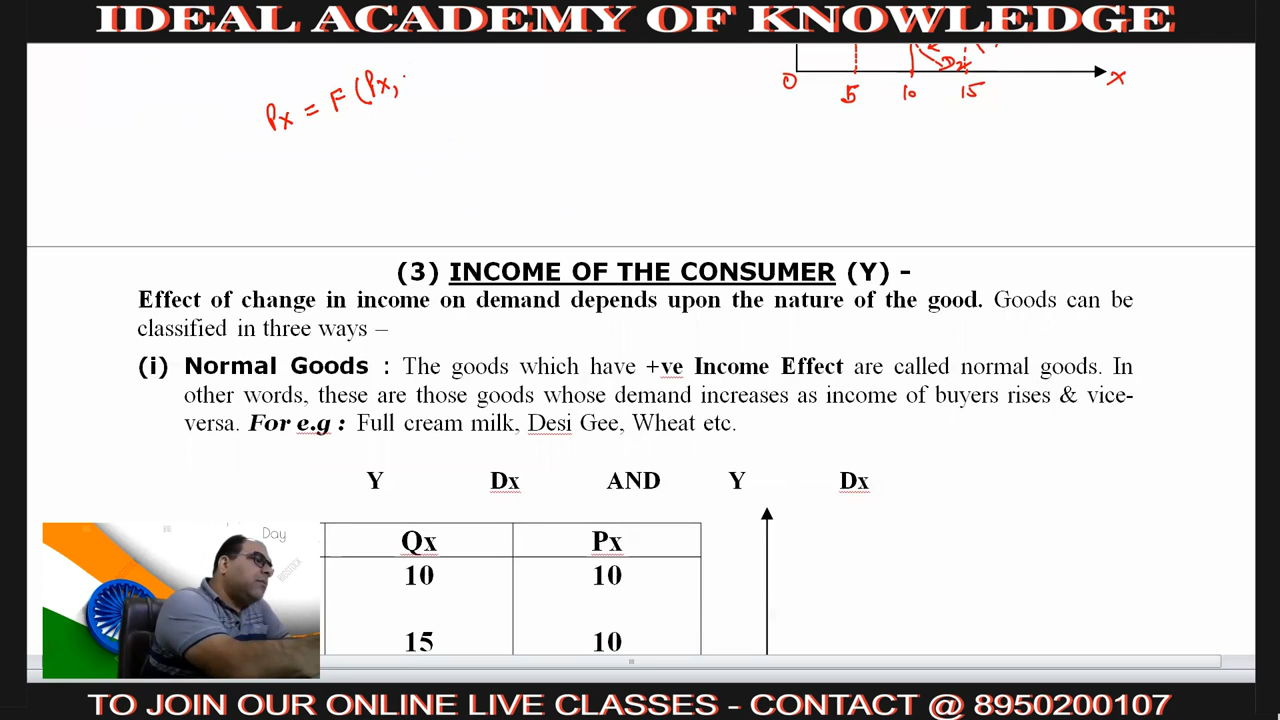 IDEAL ACADEMY OF KNOWLEDGE
Px = F (Px,
O 5 10 15 X
Dx
(3) INCOME OF THE CONSUMER (Y) -
Effect of change in income on demand depends upon the nature of the good. Goods can be
classified in three ways –
(i) Normal Goods : The goods which have +ve Income Effect are called normal goods. In
other words, these are those goods whose demand increases as income of buyers rises & vice-
versa. For e.g : Full cream milk, Desi Gee, Wheat etc.
Y Dx AND Y Dx
Qx Px
10 10
15 10
Day
TO JOIN OUR ONLINE LIVE CLASSES - CONTACT @ 8950200107